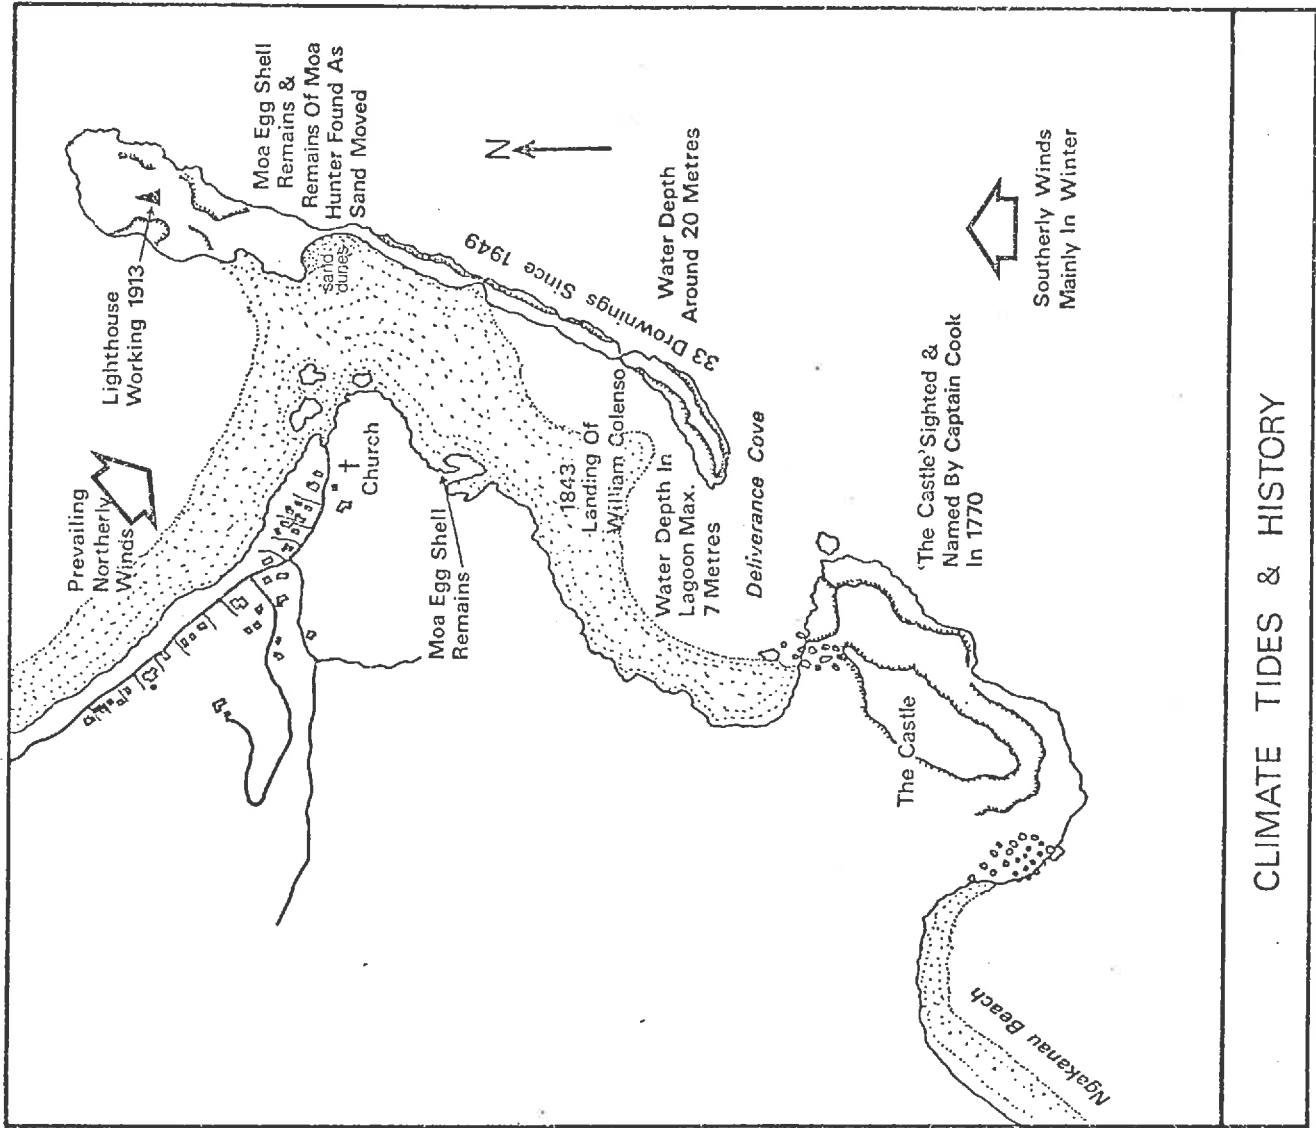 Prevailing
Northerly
Winds
Lighthouse
Working 1913
Moa Egg Shell
Remains &
Remains Of Moa
Hunter Found As
Sand Moved
sand
dunes
Church
N
Moa Egg Shell
Remains
33 Drownings Since 1949
1843
Landing Of
William Colenso
Water Depth In
Lagoon Max.
7 Metres
Water Depth
Around 20 Metres
Deliverance Cove
The Castle
'The Castle' Sighted &
Named By Captain Cook
In 1770
Southerly Winds
Mainly In Winter
Ngakanau Beach
CLIMATE TIDES & HISTORY